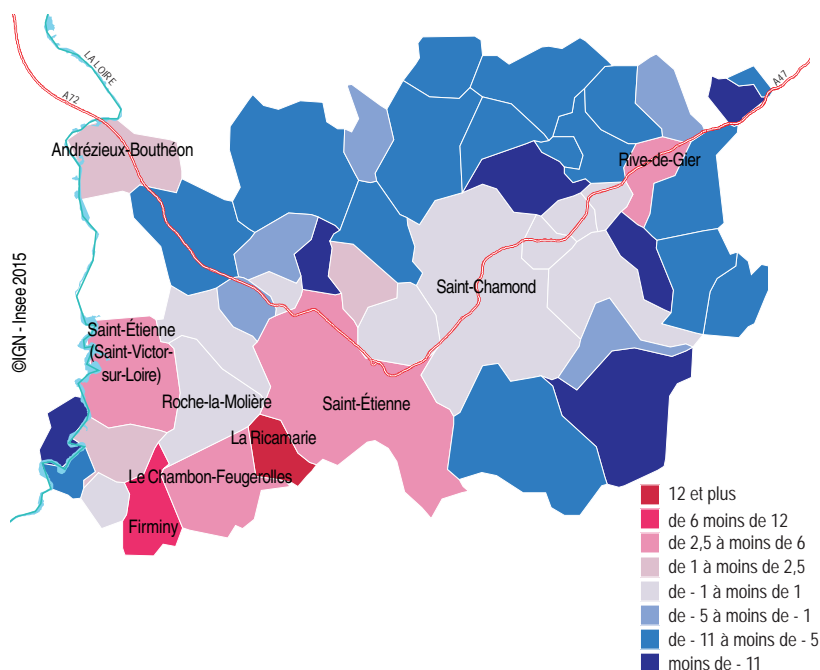 LA LOIRE
A72
A47
Andrézieux-Bouthéon
Rive-de-Gier
©IGN - Insee 2015
Saint-Chamond
Saint-Étienne
(Saint-Victor-
sur-Loire)
Roche-la-Molière
Saint-Étienne
La Ricamarie
Le Chambon-Feugerolles
Firminy
12 et plus
de 6 moins de 12
de 2,5 à moins de 6
de 1 à moins de 2,5
de - 1 à moins de 1
de - 5 à moins de - 1
de - 11 à moins de - 5
moins de - 11